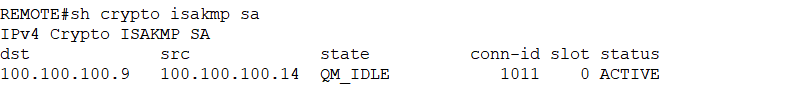 REMOTE#sh crypto isakmp sa
IPv4 Crypto ISAKMP SA
dst             src             state          conn-id slot status
100.100.100.9   100.100.100.14  QM_IDLE           1011    0 ACTIVE